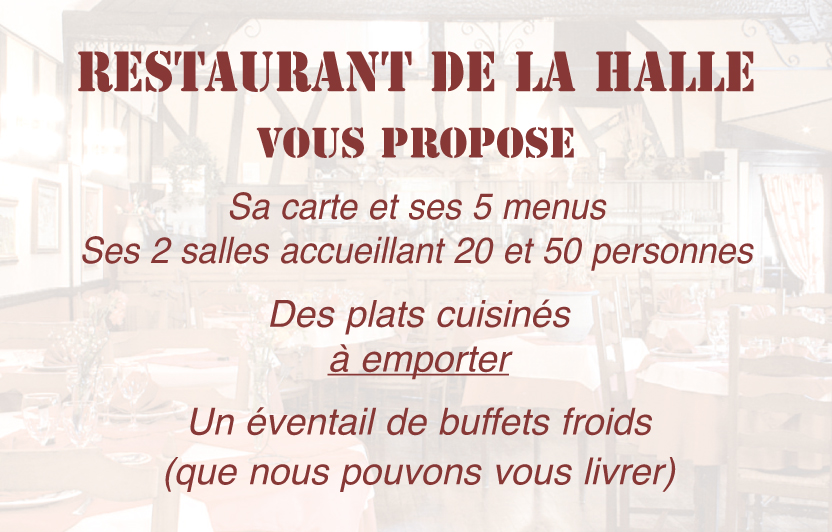 RESTAURANT DE LA HALLE
VOUS PROPOSE
Sa carte et ses 5 menus
Ses 2 salles accueillant 20 et 50 personnes
Des plats cuisinés
à emporter
Un éventail de buffets froids
(que nous pouvons vous livrer)